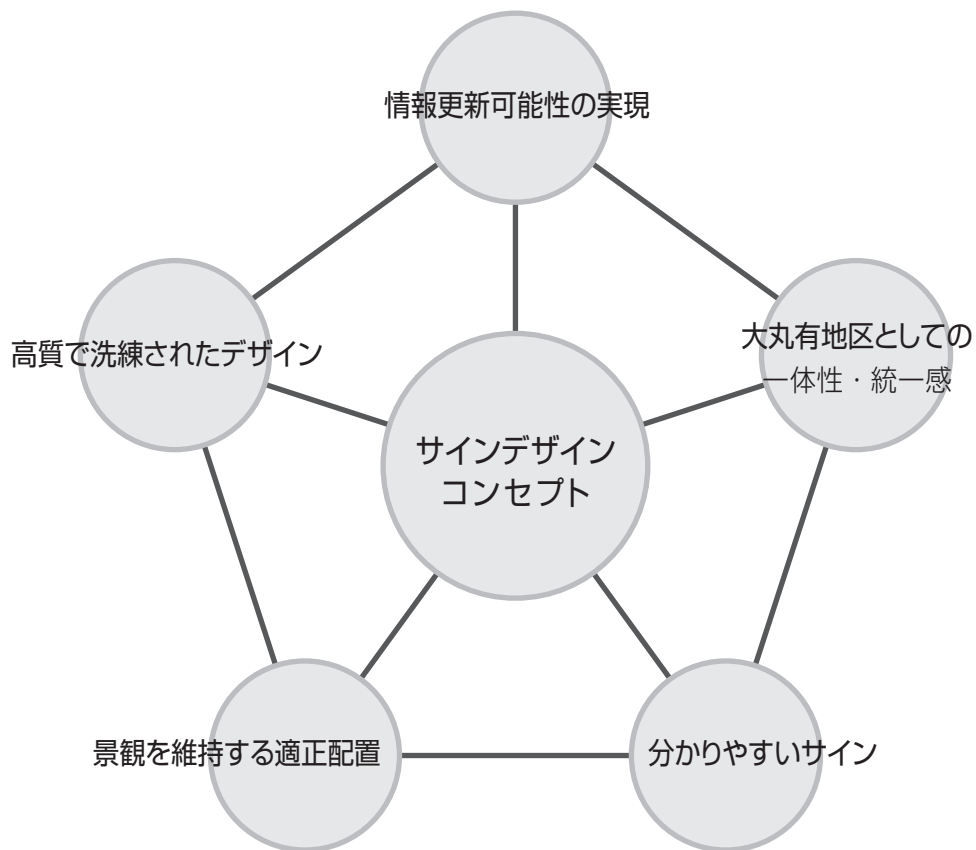 情報更新可能性の実現
高質で洗練されたデザイン
大丸有地区としての
一体性・統一感
サインデザイン
コンセプト
景観を維持する適正配置
分かりやすいサイン